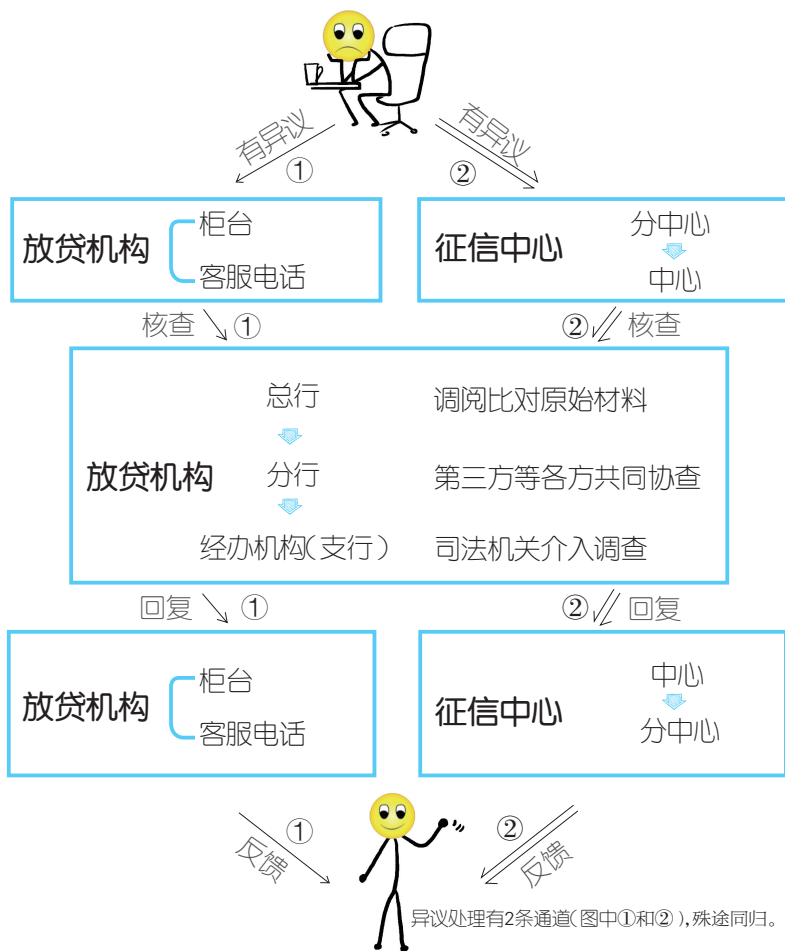 有异议
①
有异议
②
放贷机构
柜台
客服电话
征信中心
分中心
中心
核查 ①
② 核查
放贷机构
总行
分行
经办机构(支行)
调阅比对原始材料
第三方等各方共同协查
司法机关介入调查
回复 ①
② 回复
放贷机构
柜台
客服电话
征信中心
中心
分中心
①
反馈
②
反馈
异议处理有2条通道(图中①和②),殊途同归。